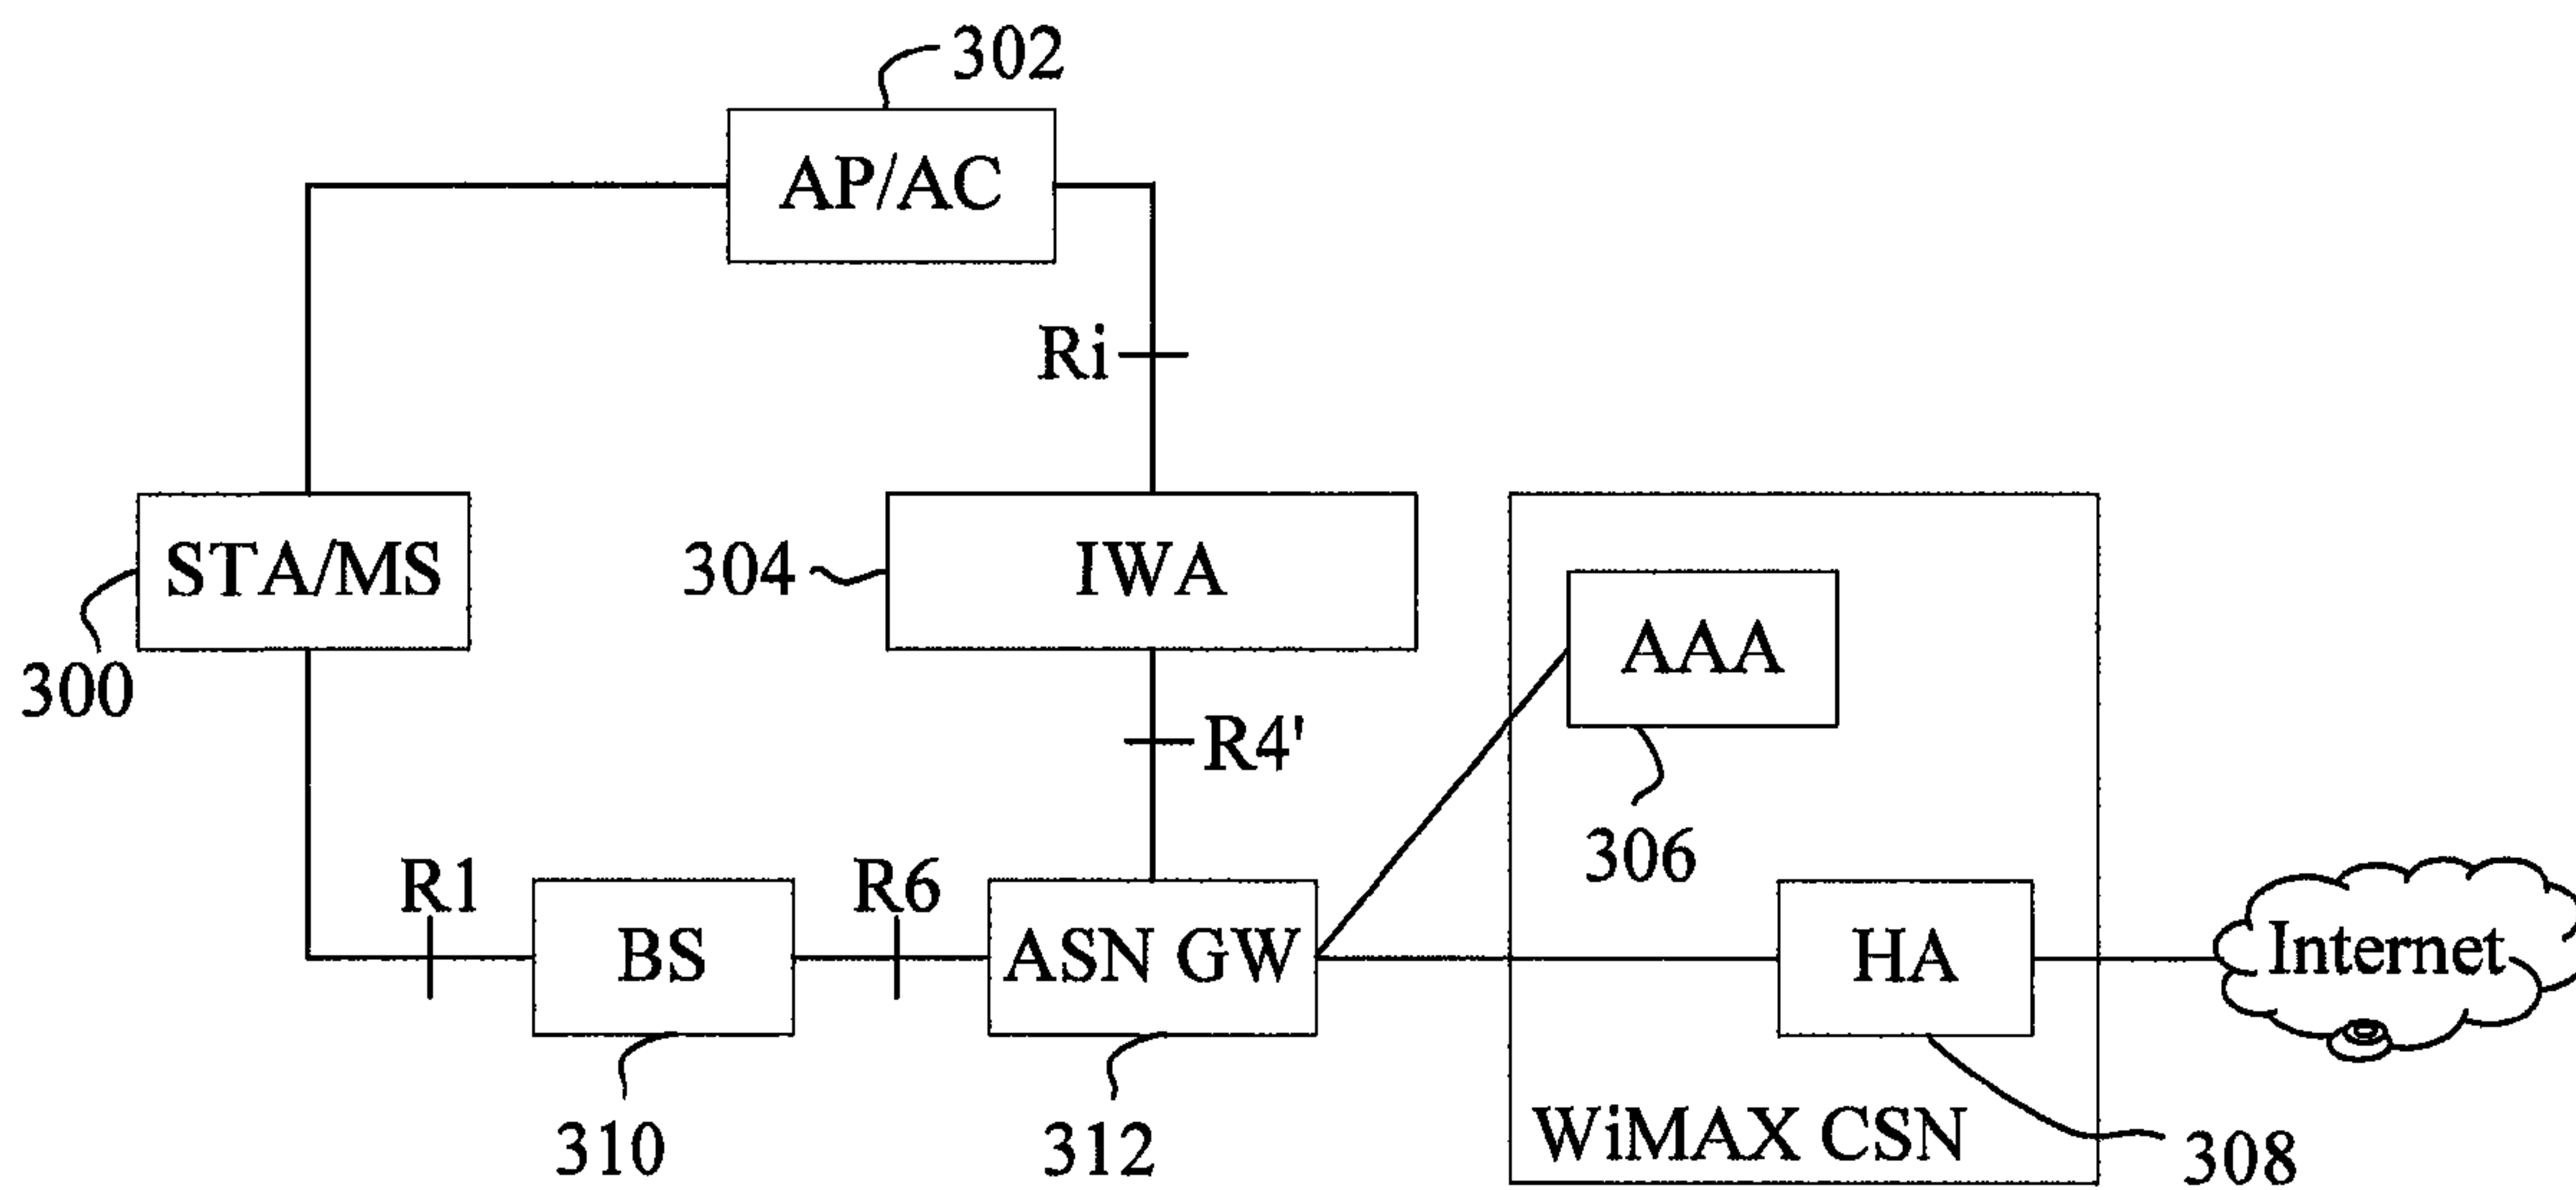 302
AP/AC
Ri
STA/MS
304
IWA
AAA
300
R4'
306
R1
R6
BS
ASN GW
HA
Internet
310
312
WiMAX CSN
308